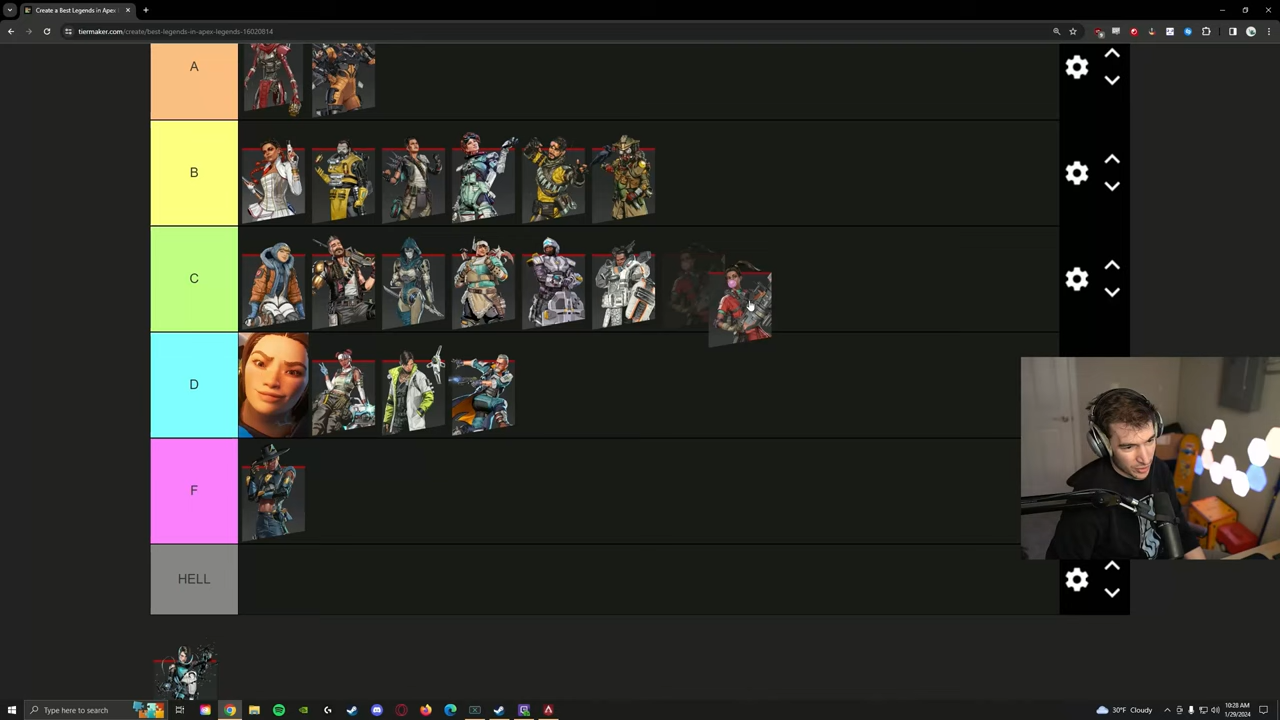 Create a Best Legends in Apex
tiermaker.com/create/best-legends-in-apex-legends-16020814
A
B
C
D
F
HELL
Type here to search
30°F Cloudy
10:28 AM
1/29/2024